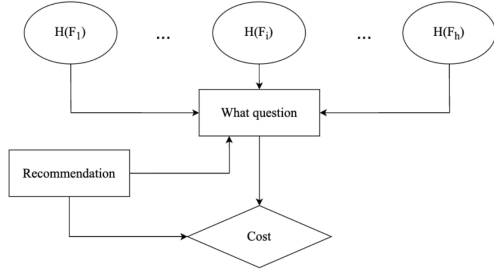 H(F1) ... H(Fi) ... H(Fh)
What question
Recommendation
Cost